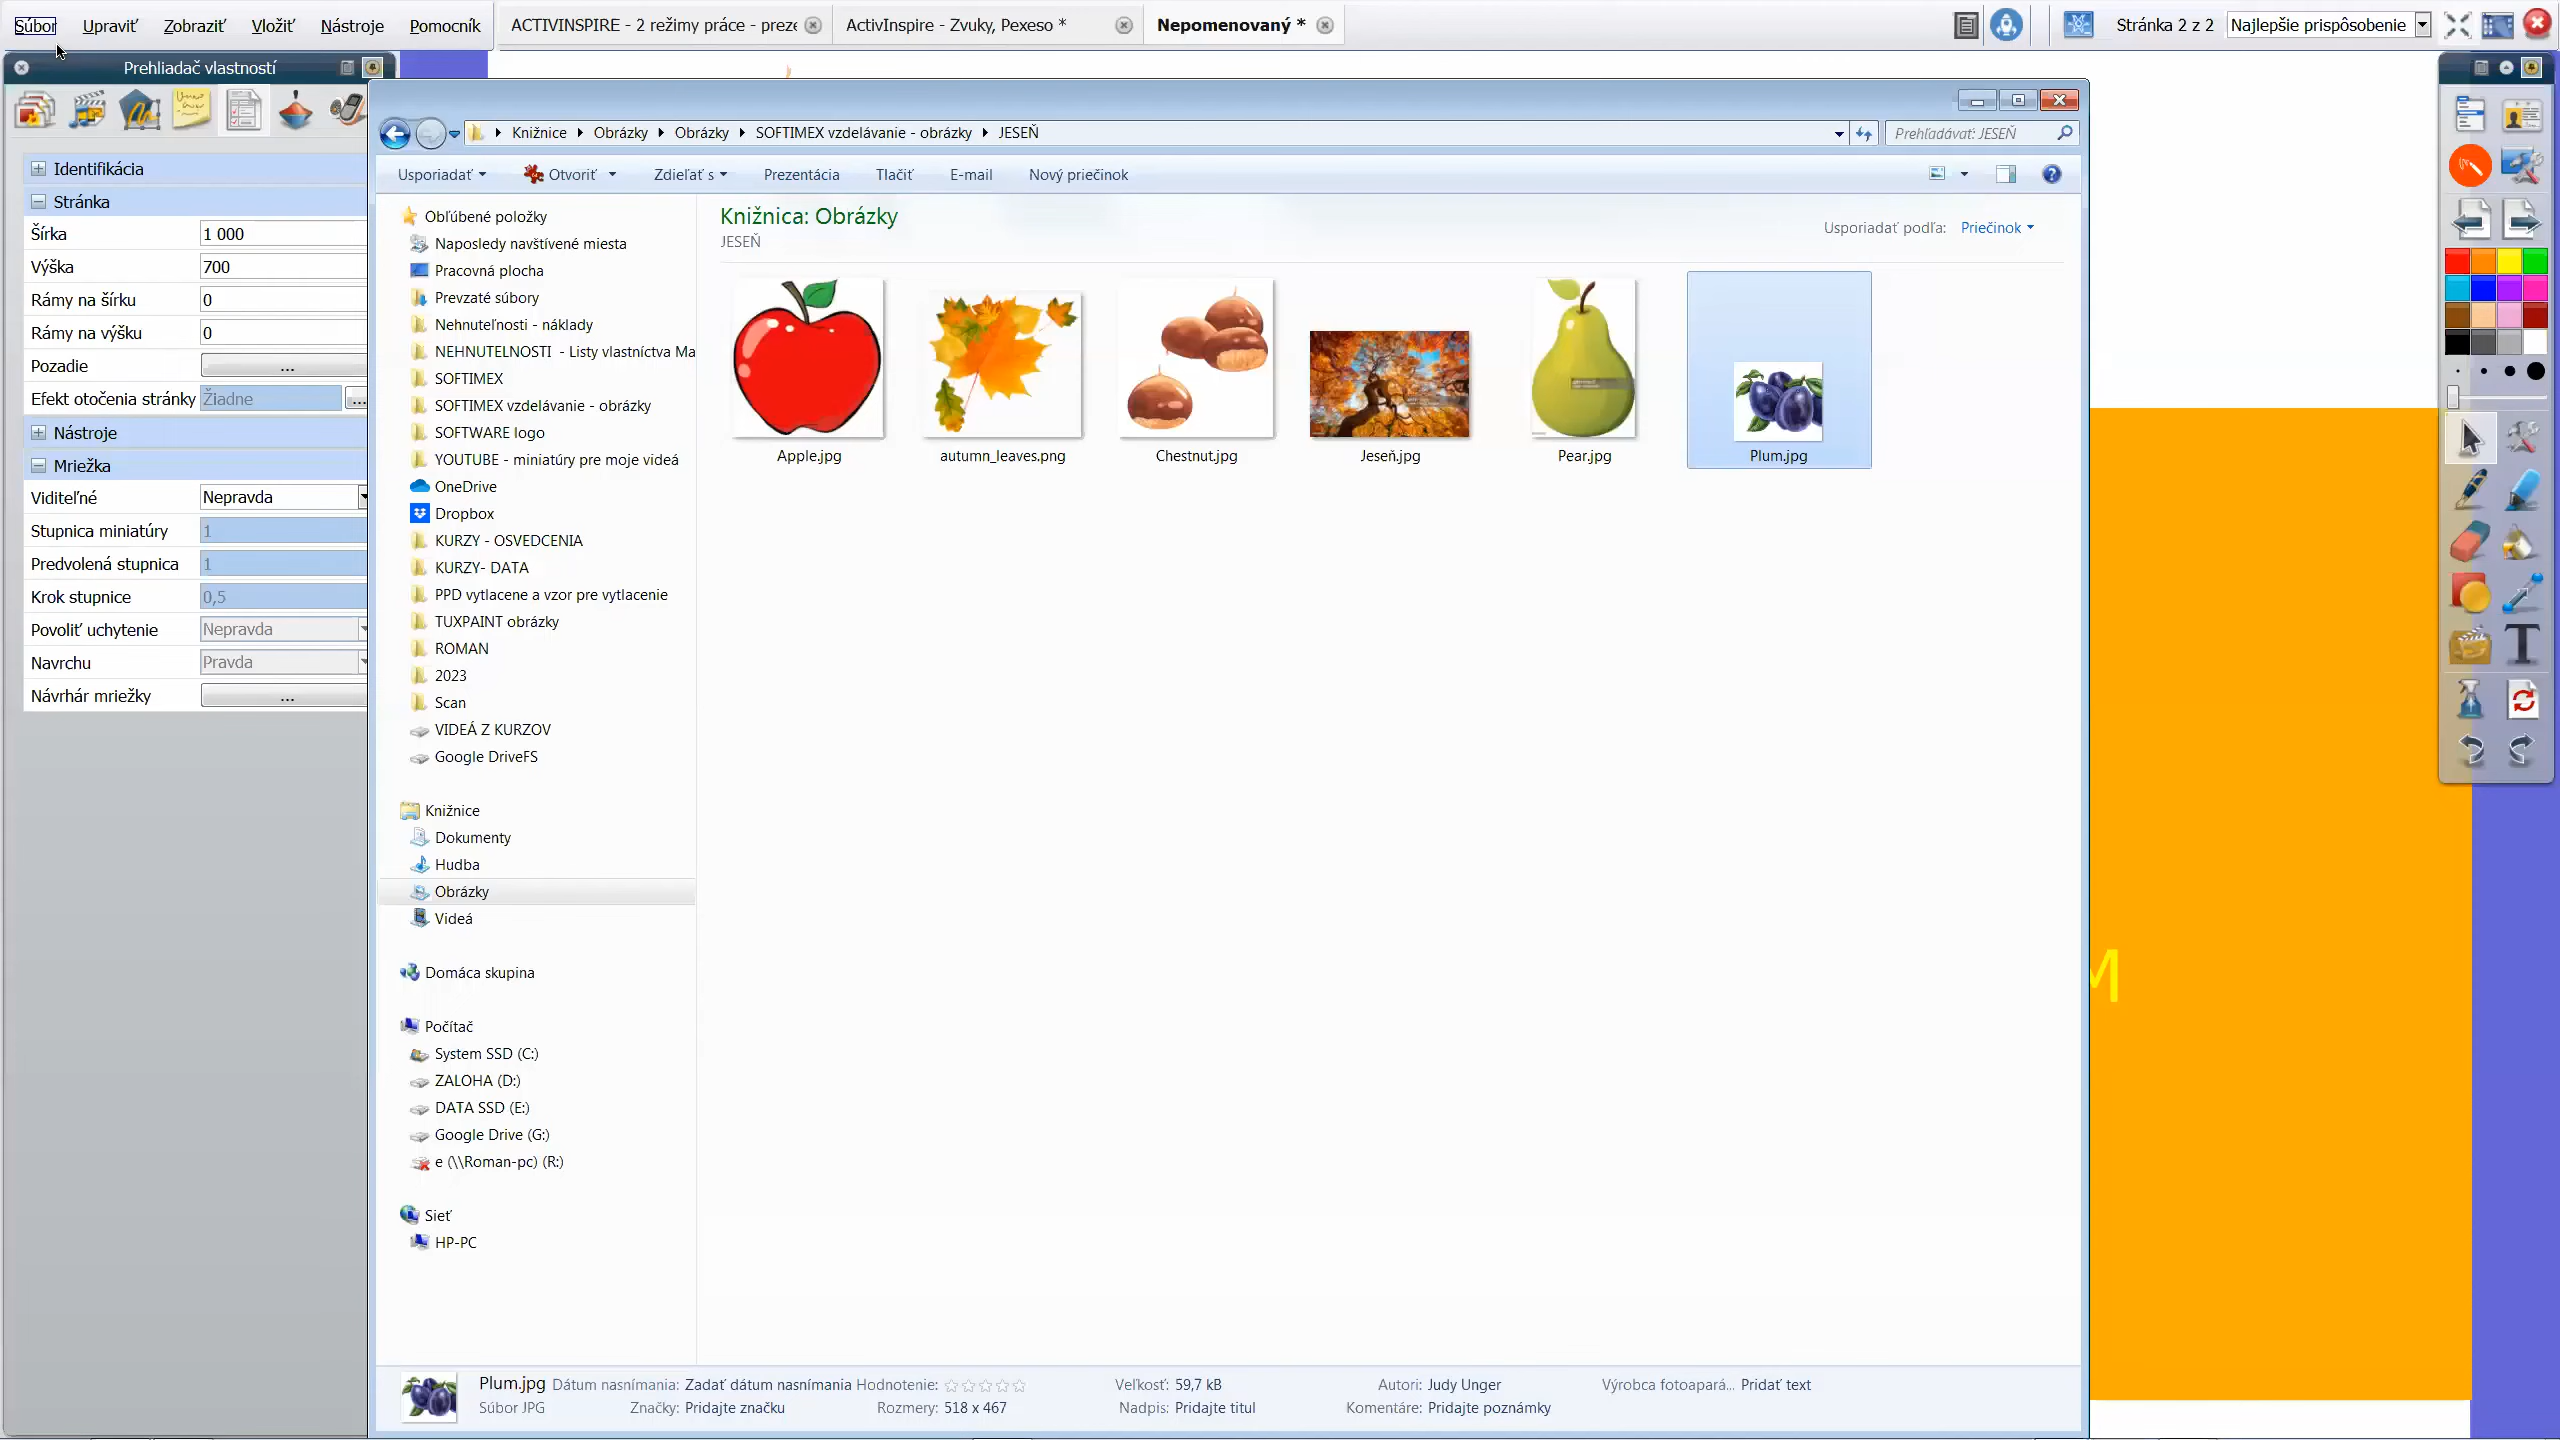 Súbor Upraviť Zobraziť Vložiť Nástroje Pomocník ACTIVINSPIRE - 2 režimy práce - preze ActivInspire - Zvuky, Pexeso * Nepomenovaný * Stránka 2 z 2 Najlepšie prispôsobenie
Prehliadač vlastností
Identifikácia
Stránka
Šírka 1 000
Výška 700
Rámy na šírku 0
Rámy na výšku 0
Pozadie ...
Efekt otočenia stránky Žiadne ...
Nástroje
Mriežka
Viditeľné Nepravda
Stupnica miniatúry 1
Predvolená stupnica 1
Krok stupnice 0,5
Povoliť uchytenie Nepravda
Navrchu Pravda
Návrhár mriežky ...
Knižnice Obrázky Obrázky SOFTIMEX vzdelávanie - obrázky JESEŇ Prehľadávať: JESEŇ
Usporiadať Otvoriť Zdieľať s Prezentácia Tlačiť E-mail Nový priečinok
Obľúbené položky
Naposledy navštívené miesta
Pracovná plocha
Prevzaté súbory
Nehnuteľnosti - náklady
NEHNUTELNOSTI - Listy vlastníctva Ma
SOFTIMEX
SOFTIMEX vzdelávanie - obrázky
SOFTWARE logo
YOUTUBE - miniatúry pre moje videá
OneDrive
Dropbox
KURZY - OSVEDCENIA
KURZY- DATA
PPD vytlacene a vzor pre vytlacenie
TUXPAINT obrázky
ROMAN
2023
Scan
VIDEÁ Z KURZOV
Google DriveFS
Knižnice
Dokumenty
Hudba
Obrázky
Videá
Domáca skupina
Počítač
System SSD (C:)
ZALOHA (D:)
DATA SSD (E:)
Google Drive (G:)
e (\\Roman-pc) (R:)
Sieť
HP-PC
Knižnica: Obrázky
JESEŇ
Usporiadať podľa: Priečinok
Apple.jpg autumn_leaves.png Chestnut.jpg Jeseň.jpg Pear.jpg Plum.jpg
M
T
Plum.jpg Dátum nasnímania: Zadať dátum nasnímania Hodnotenie: Veľkosť: 59,7 kB Autori: Judy Unger Výrobca fotoapará... Pridať text
Súbor JPG Značky: Pridajte značku Rozmery: 518 x 467 Nadpis: Pridajte titul Komentáre: Pridajte poznámky